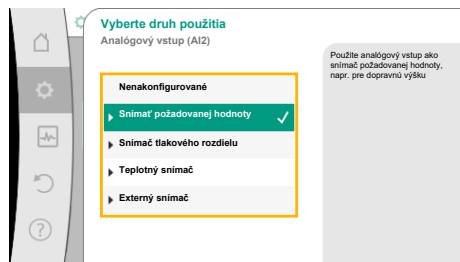 Vyberte druh použitia
Analógový vstup (AI2)
Nenakonfigurované
Snímať požadovanej hodnoty
Snímač tlakového rozdielu
Teplotný snímač
Externý snímač
Použite analógový vstup ako
snímač požadovanej hodnoty,
napr. pre dopravnú výšku